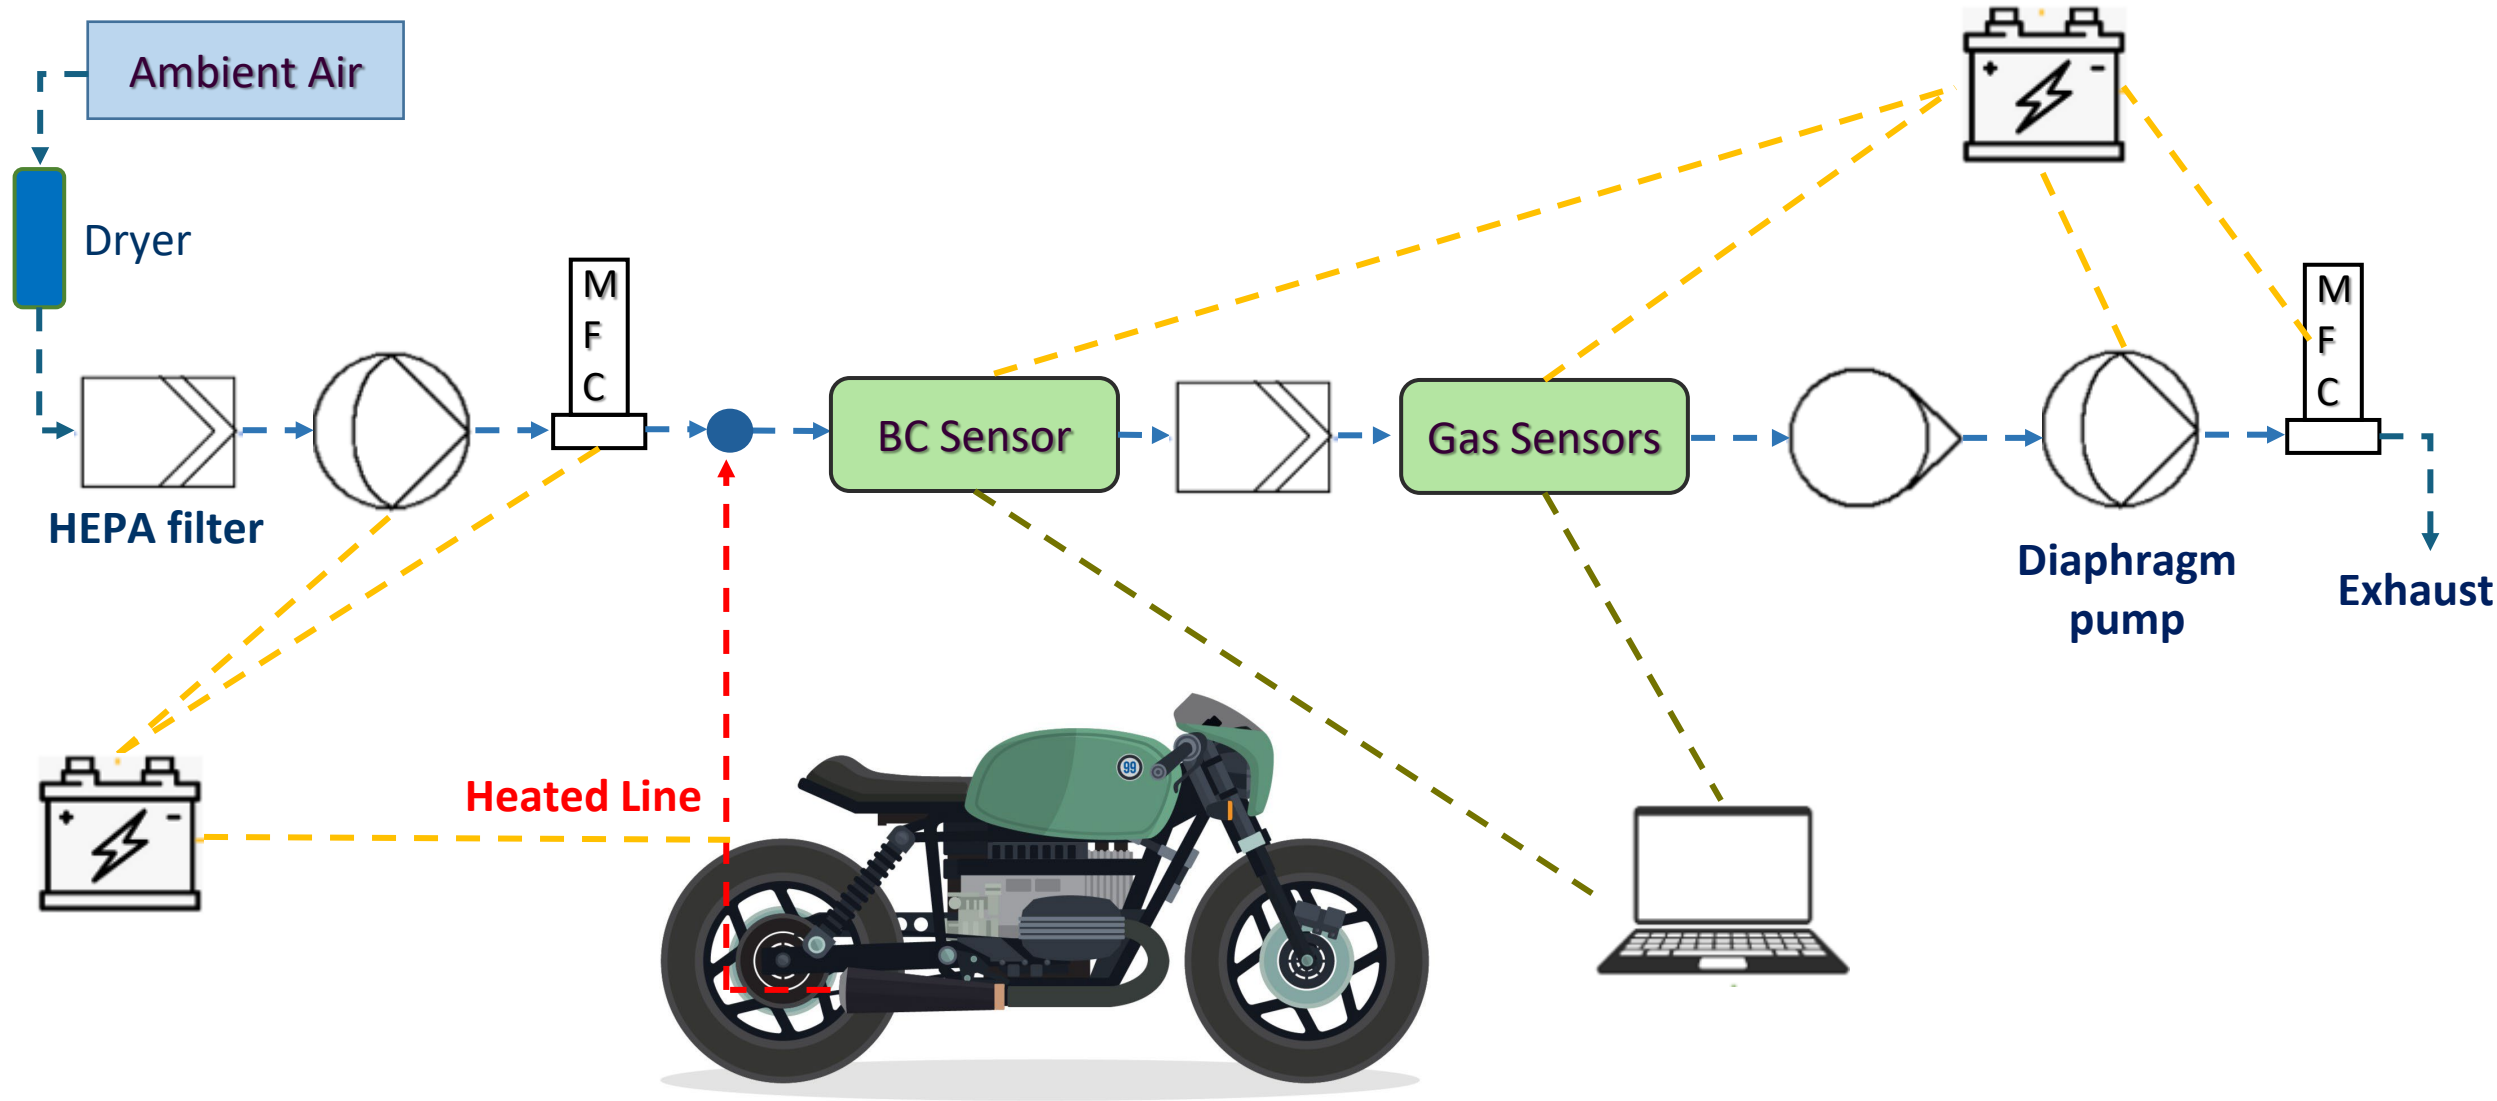 Ambient Air
Dryer
HEPA filter
M
F
C
BC Sensor
Gas Sensors
M
F
C
Diaphragm
pump
Exhaust
Heated Line
+ -
+ -
99